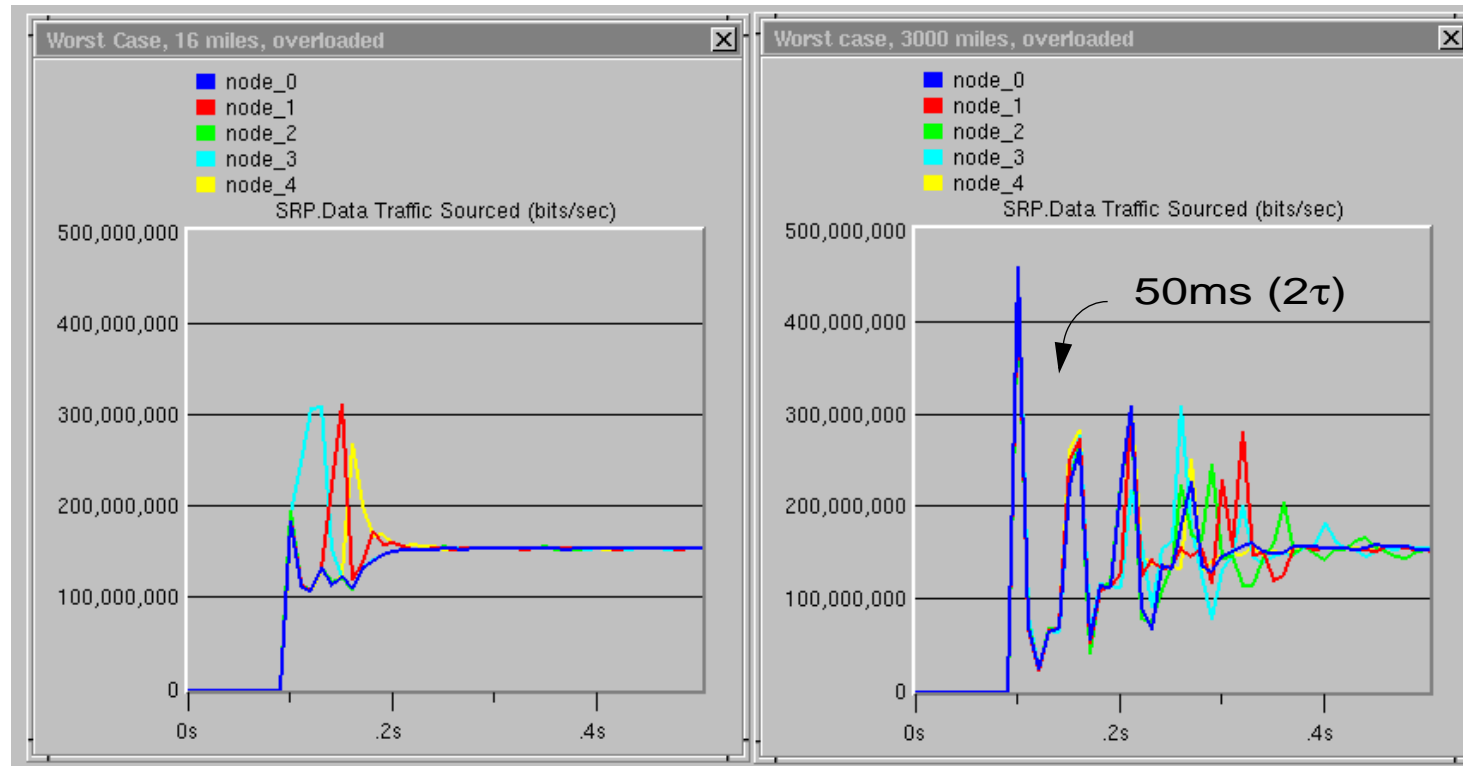 Worst Case, 16 miles, overloaded
node_0
node_1
node_2
node_3
node_4
SRP.Data Traffic Sourced (bits/sec)
500,000,000
400,000,000
300,000,000
200,000,000
100,000,000
0
0s
.2s
.4s
Worst case, 3000 miles, overloaded
node_0
node_1
node_2
node_3
node_4
SRP.Data Traffic Sourced (bits/sec)
500,000,000
400,000,000
300,000,000
200,000,000
100,000,000
0
0s
.2s
.4s
50ms (2τ)